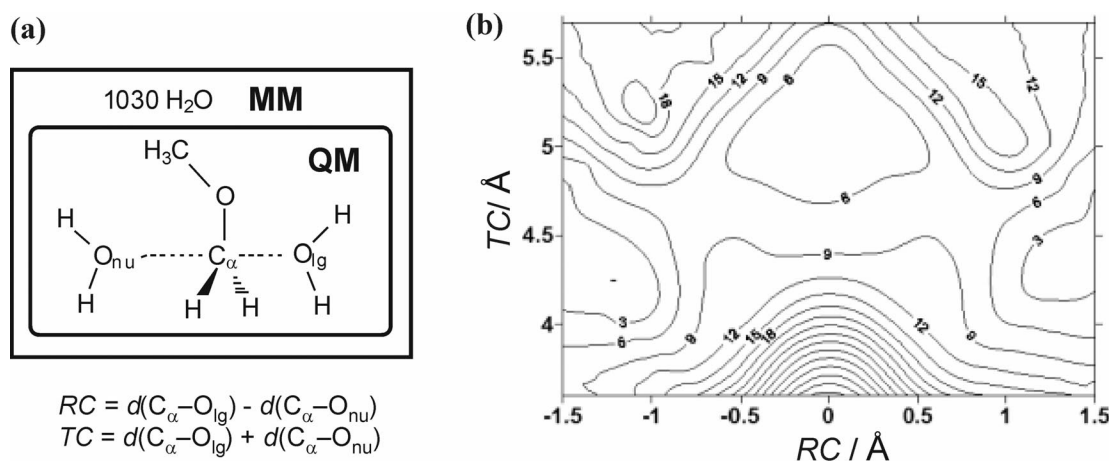 (a)
1030 H₂O MM
H₃C QM
O
H H
Oₙᵤ Cα Olg
H H H H
RC = d(Cα–Olg) - d(Cα–Onu)
TC = d(Cα–Olg) + d(Cα–Onu)
(b)
TC/ Å
5.5
5
4.5
4
-1.5 -1 -0.5 0 0.5 1 1.5
RC/ Å
18 15 12 9 6 12 15 12
9
6
6
3
9
3
6
9 12 15 18 12 9